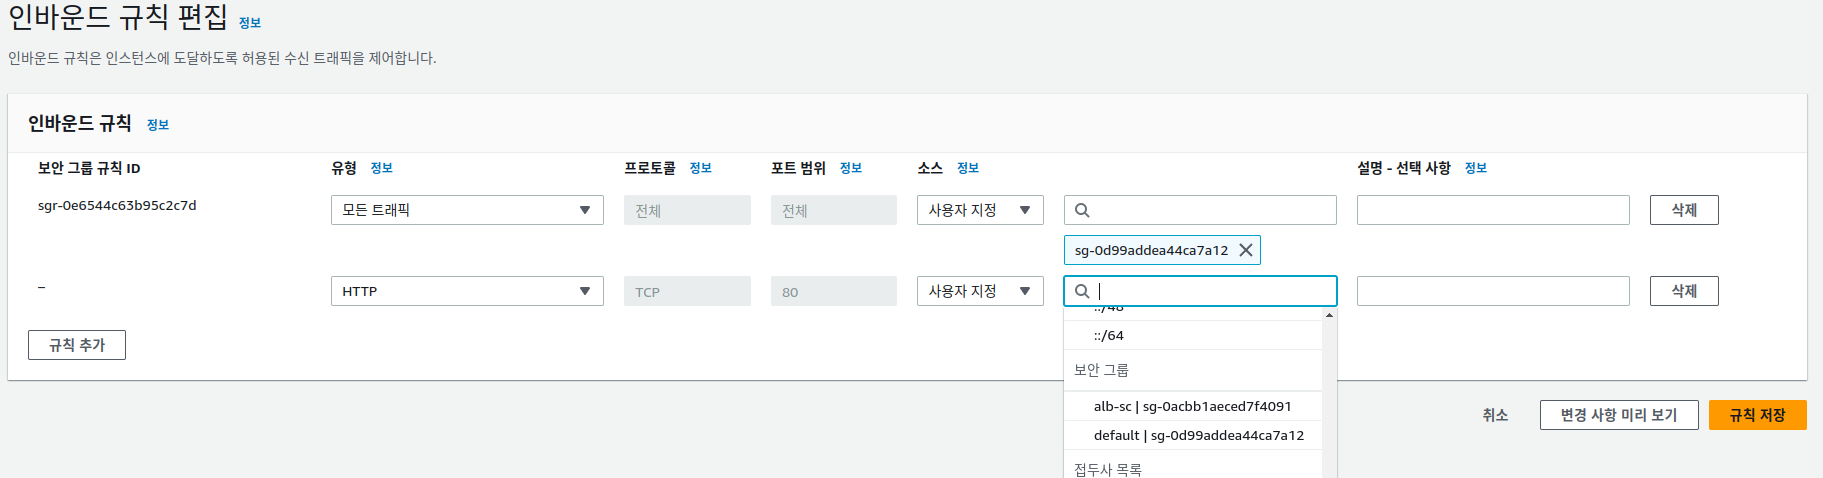 인바운드 규칙 편집 정보
인바운드 규칙은 인스턴스에 도달하도록 허용된 수신 트래픽을 제어합니다.
인바운드 규칙 정보
보안 그룹 규칙 ID 유형 정보 프로토콜 정보 포트 범위 정보 소스 정보 설명 - 선택 사항 정보
sgr-0e6544c63b95c2c7d 모든 트래픽 전체 전체 사용자 지정 삭제
sg-0d99addea44ca7a12
– HTTP TCP 80 사용자 지정 삭제
::/48
::/64
규칙 추가
보안 그룹
alb-sc | sg-0acbb1aeced7f4091
default | sg-0d99addea44ca7a12
접두사 목록
취소 변경 사항 미리 보기 규칙 저장